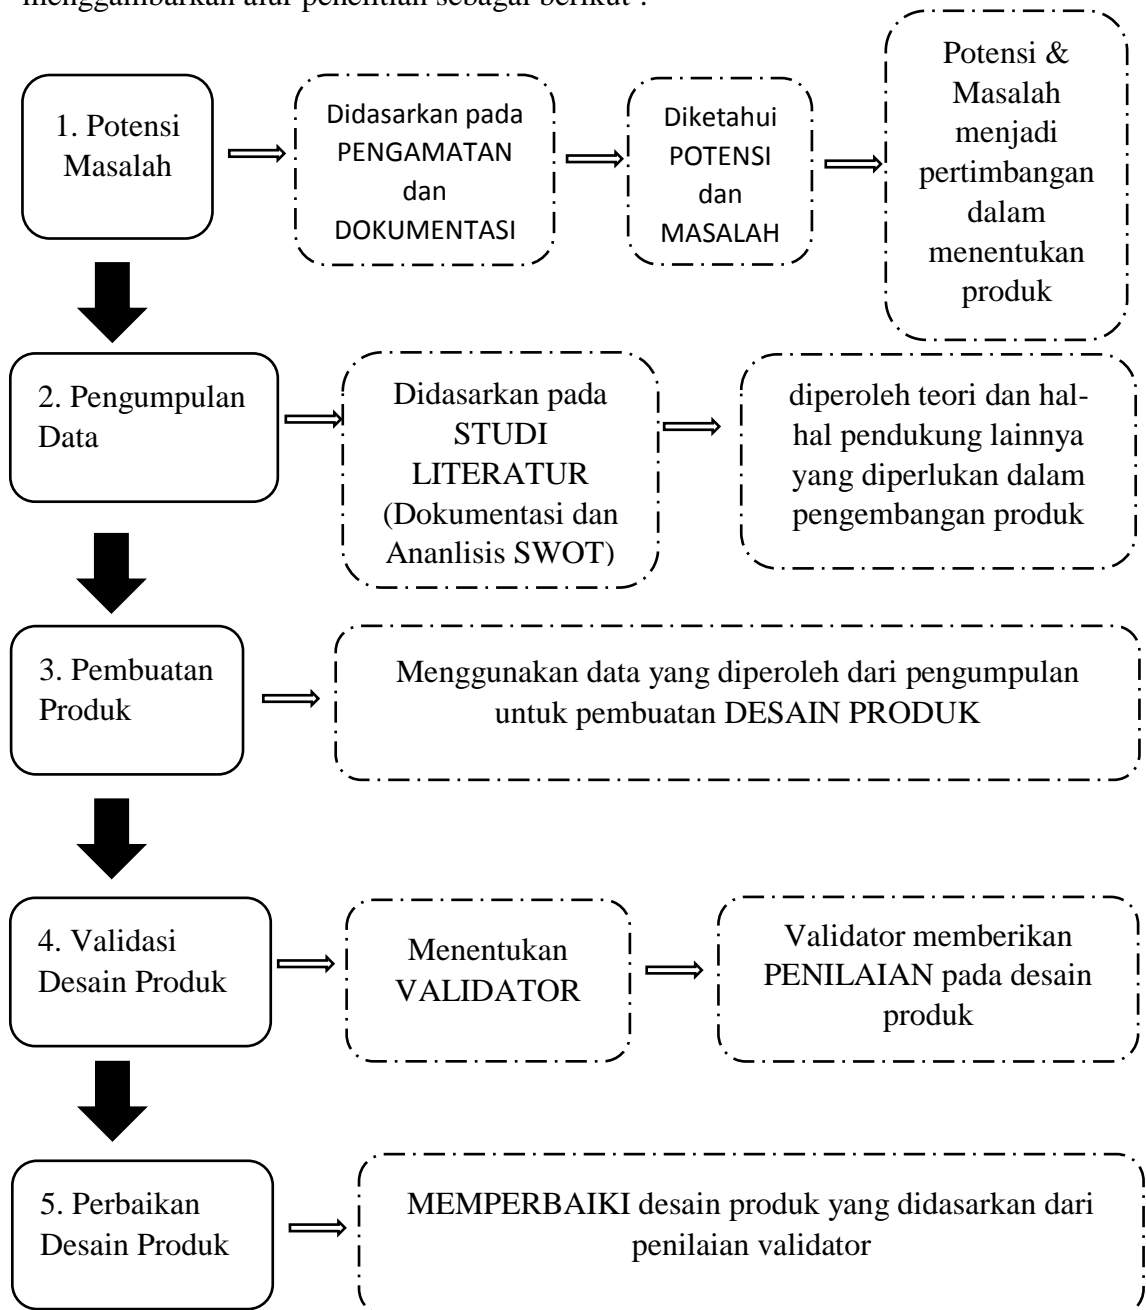 menggambarkan alur penelitian sebagai berikut :
1. Potensi
Masalah
Didasarkan pada
PENGAMATAN
dan
DOKUMENTASI
Diketahui
POTENSI
dan
MASALAH
Potensi &
Masalah
menjadi
pertimbangan
dalam
menentukan
produk
2. Pengumpulan
Data
Didasarkan pada
STUDI
LITERATUR
(Dokumentasi dan
Ananlisis SWOT)
diperoleh teori dan hal-
hal pendukung lainnya
yang diperlukan dalam
pengembangan produk
3. Pembuatan
Produk
Menggunakan data yang diperoleh dari pengumpulan
untuk pembuatan DESAIN PRODUK
4. Validasi
Desain Produk
Menentukan
VALIDATOR
Validator memberikan
PENILAIAN pada desain
produk
5. Perbaikan
Desain Produk
MEMPERBAIKI desain produk yang didasarkan dari
penilaian validator